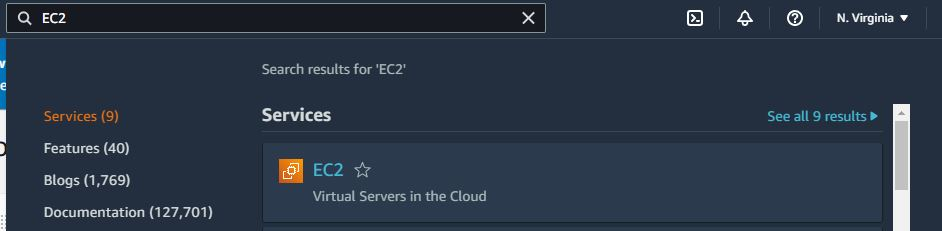 EC2
N. Virginia
Search results for 'EC2'
Services (9)
Services
See all 9 results
Features (40)
EC2
Blogs (1,769)
Virtual Servers in the Cloud
Documentation (127,701)